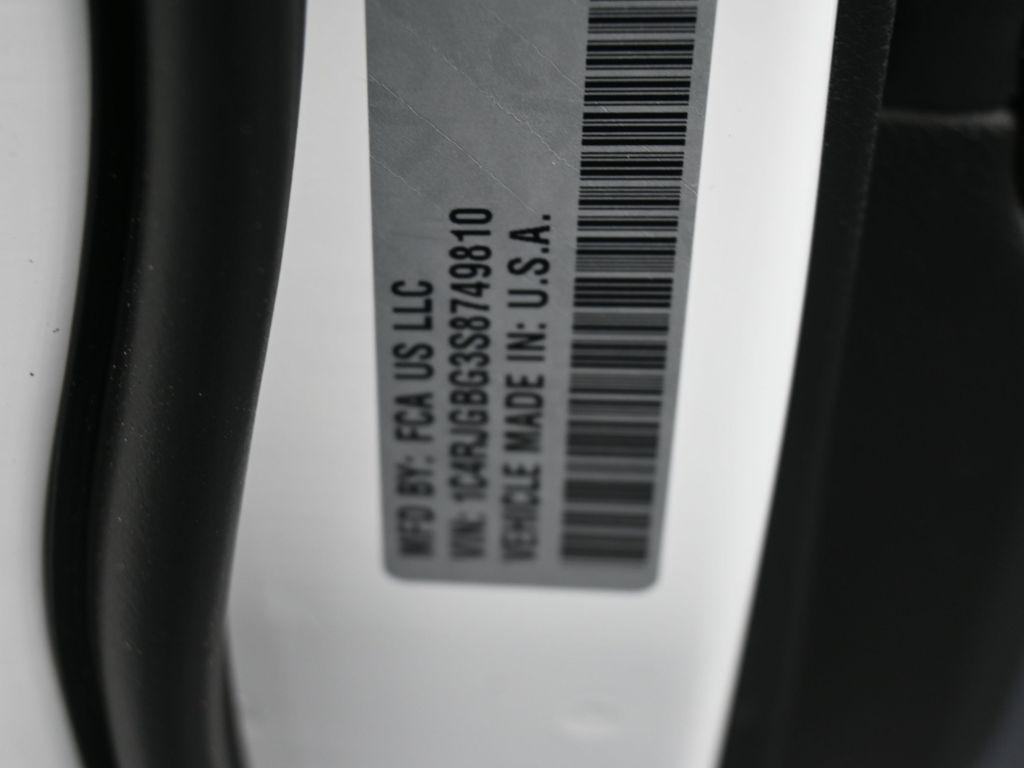 MFD BY: FCA US LLC
VIN: 1C4RJGBG3S8749810
VEHICLE MADE IN: U.S.A.